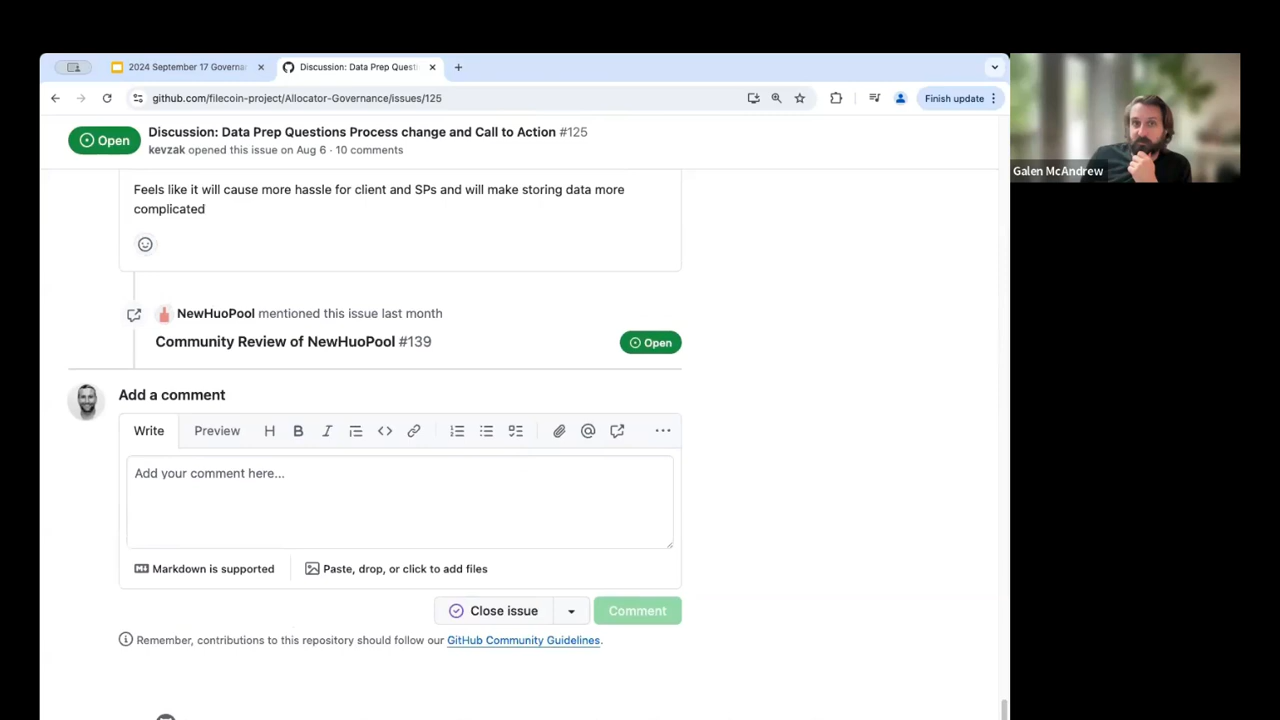 2024 September 17 Governa
Discussion: Data Prep Questi
github.com/filecoin-project/Allocator-Governance/issues/125
Finish update
Open
Discussion: Data Prep Questions Process change and Call to Action #125
kevzak opened this issue on Aug 6 · 10 comments
Galen McAndrew
Feels like it will cause more hassle for client and SPs and will make storing data more
complicated
NewHuoPool mentioned this issue last month
Community Review of NewHuoPool #139
Open
Add a comment
Write
Preview
Add your comment here...
Markdown is supported
Paste, drop, or click to add files
Close issue
Comment
Remember, contributions to this repository should follow our GitHub Community Guidelines.